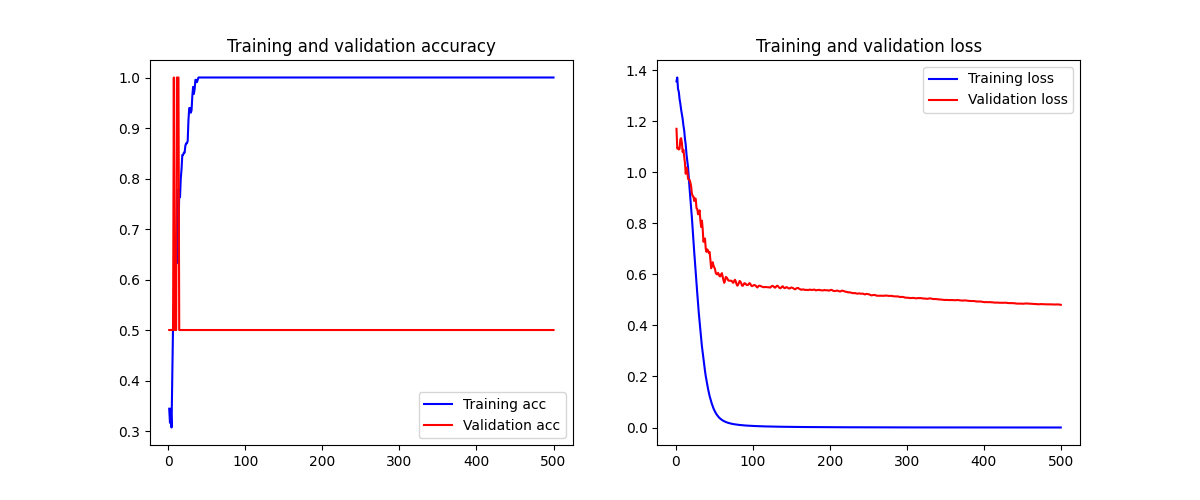 Training and validation accuracy
1.0
0.9
0.8
0.7
0.6
0.5
0.4
0.3
Training acc
Validation acc
0 100 200 300 400 500
Training and validation loss
1.4
1.2
1.0
0.8
0.6
0.4
0.2
0.0
Training loss
Validation loss
0 100 200 300 400 500